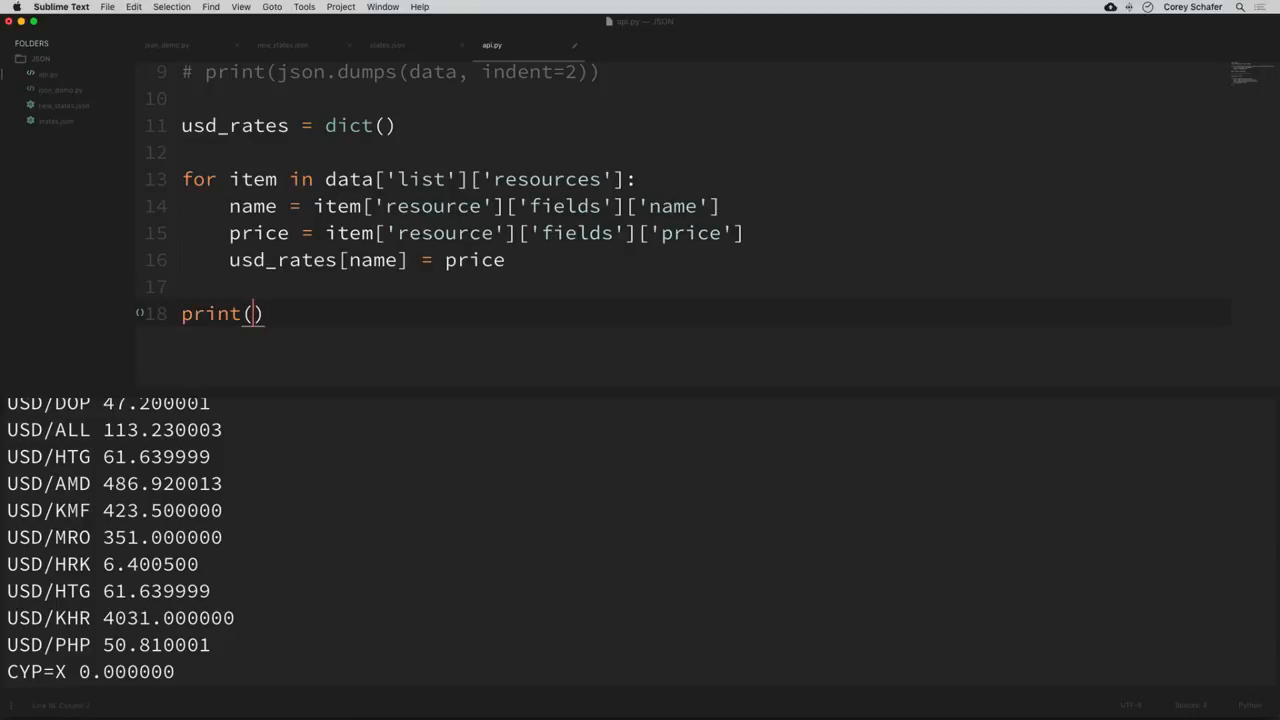 Sublime Text File Edit Selection Find View Goto Tools Project Window Help Corey Schafer
api.py — JSON
FOLDERS
JSON
api.py
json_demo.py
new_states.json
states.json
json_demo.py new_states.json states.json api.py
9 # print(json.dumps(data, indent=2))
10
11 usd_rates = dict()
12
13 for item in data['list']['resources']:
14 name = item['resource']['fields']['name']
15 price = item['resource']['fields']['price']
16 usd_rates[name] = price
17
18 print()
USD/DOP 47.200001
USD/ALL 113.230003
USD/HTG 61.639999
USD/AMD 486.920013
USD/KMF 423.500000
USD/MRO 351.000000
USD/HRK 6.400500
USD/HTG 61.639999
USD/KHR 4031.000000
USD/PHP 50.810001
CYP=X 0.000000
UTF-8 Python